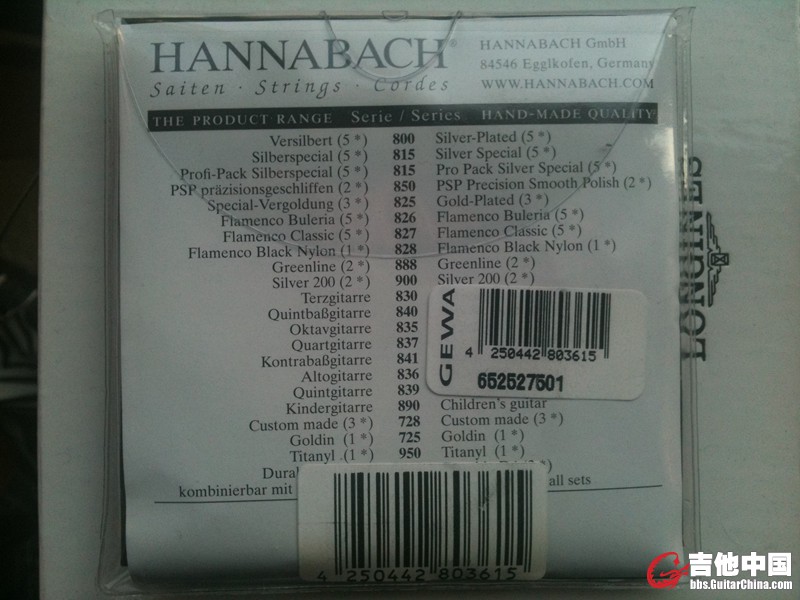 HANNABACH®
Saiten · Strings · Cordes
HANNABACH GmbH
84546 Egglkofen, Germany
WWW.HANNABACH.COM
THE PRODUCT RANGE Serie / Series HAND-MADE QUALITY
Versilbert (5 *) 800 Silver-Plated (5 *)
Silberspecial (5 *) 815 Silver Special (5 *)
Profi-Pack Silberspecial (5 *) 815 Pro Pack Silver Special (5 *)
PSP präzisionsgeschliffen (2 *) 850 PSP Precision Smooth Polish (2 *)
Special-Vergoldung (3 *) 825 Gold-Plated (3 *)
Flamenco Buleria (5 *) 826 Flamenco Buleria (5 *)
Flamenco Classic (5 *) 827 Flamenco Classic (5 *)
Flamenco Black Nylon (1 *) 828 Flamenco Black Nylon (1 *)
Greenline (2 *) 888 Greenline (2 *)
Silver 200 (2 *) 900 Silver 200 (2 *)
Terzgitarre 830
Quintbaßgitarre 840
Oktavgitarre 835
Quartgitarre 837
Kontrabaßgitarre 841
Altogitarre 836
Quintgitarre 839
Kindergitarre 890 Children's guitar
Custom made (3 *) 728 Custom made (3 *)
Goldin (1 *) 725 Goldin (1 *)
Titanyl (1 *) 950 Titanyl (1 *)
kombinierbar mit all sets
GEWA
4 250442 803615
652527501
4 250442 803615
LONGINES
吉他中国
bbs.GuitarChina.com